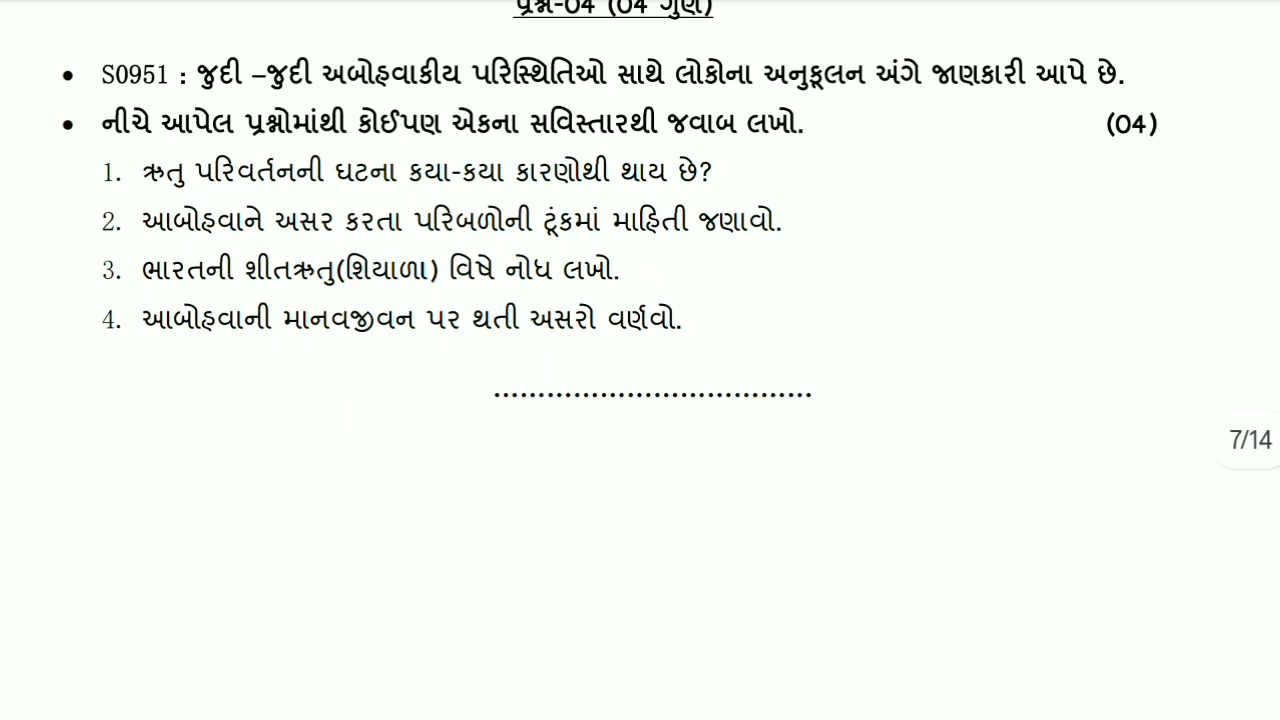 પ્રશ્ન-04 (04 ગુણ)
• S0951 : જુદી –જુદી અબોહવાકીય પરિસ્થિતિઓ સાથે લોકોના અનુકૂલન અંગે જાણકારી આપે છે.
• નીચે આપેલ પ્રશ્નોમાંથી કોઈપણ એકના સવિસ્તારથી જવાબ લખો. (04)
1. ઋતુ પરિવર્તનની ઘટના કયા-કયા કારણોથી થાય છે?
2. આબોહવાને અસર કરતા પરિબળોની ટૂંકમાં માહિતી જણાવો.
3. ભારતની શીતઋતુ(શિયાળા) વિષે નોધ લખો.
4. આબોહવાની માનવજીવન પર થતી અસરો વર્ણવો.
....................................
7/14